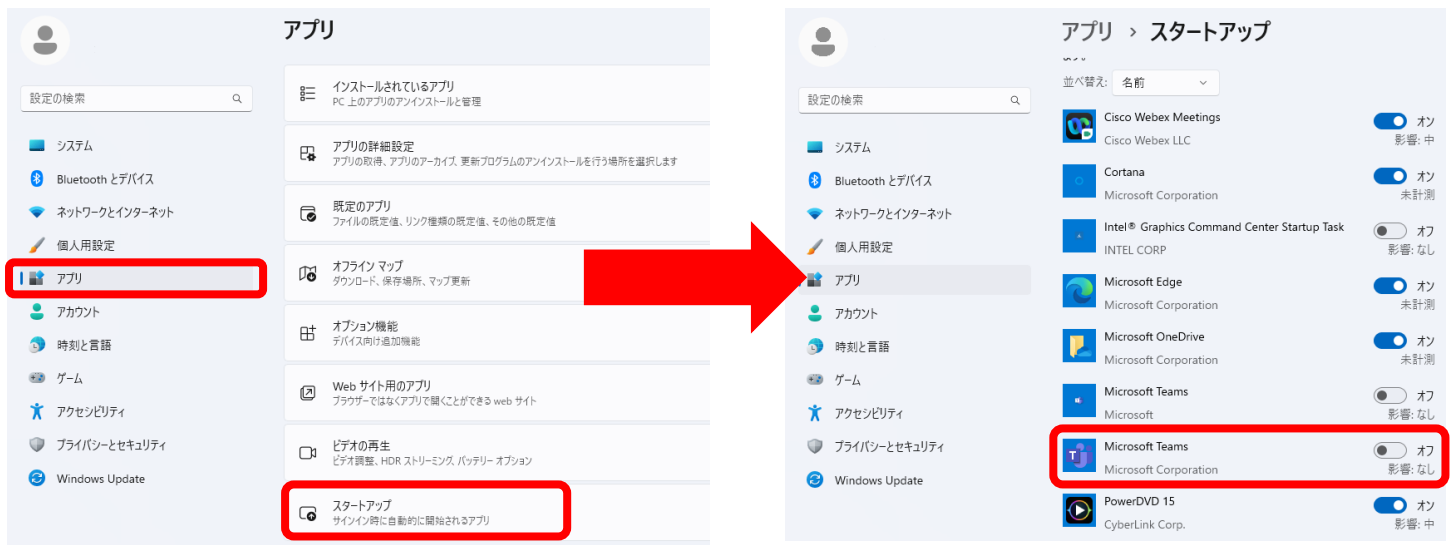 アプリ
設定の検索
システム
Bluetooth とデバイス
ネットワークとインターネット
個人用設定
アプリ
アカウント
時刻と言語
ゲーム
アクセシビリティ
プライバシーとセキュリティ
Windows Update
インストールされているアプリ
PC 上のアプリのアンインストールと管理
アプリの詳細設定
アプリの取得、アプリのアーカイブ、更新プログラムのアンインストールを行う場所を選択します
既定のアプリ
ファイルの既定値、リンク種類の既定値、その他の既定値
オフライン マップ
ダウンロード、保存場所、マップ更新
オプション機能
デバイス向け追加機能
Web サイト用のアプリ
ブラウザーではなくアプリで開くことができる web サイト
ビデオの再生
ビデオ調整、HDR ストリーミング、バッテリー オプション
スタートアップ
サインイン時に自動的に開始されるアプリ
アプリ › スタートアップ
設定の検索
システム
Bluetooth とデバイス
ネットワークとインターネット
個人用設定
アプリ
アカウント
時刻と言語
ゲーム
アクセシビリティ
プライバシーとセキュリティ
Windows Update
並べ替え: 名前
Cisco Webex Meetings オン
Cisco Webex LLC 影響: 中
Cortana オン
Microsoft Corporation 未計測
Intel® Graphics Command Center Startup Task オフ
INTEL CORP 影響: なし
Microsoft Edge オン
Microsoft Corporation 未計測
Microsoft OneDrive オン
Microsoft Corporation 未計測
Microsoft Teams オフ
Microsoft 影響: なし
Microsoft Teams オフ
Microsoft Corporation 影響: なし
PowerDVD 15 オン
CyberLink Corp. 影響: 中